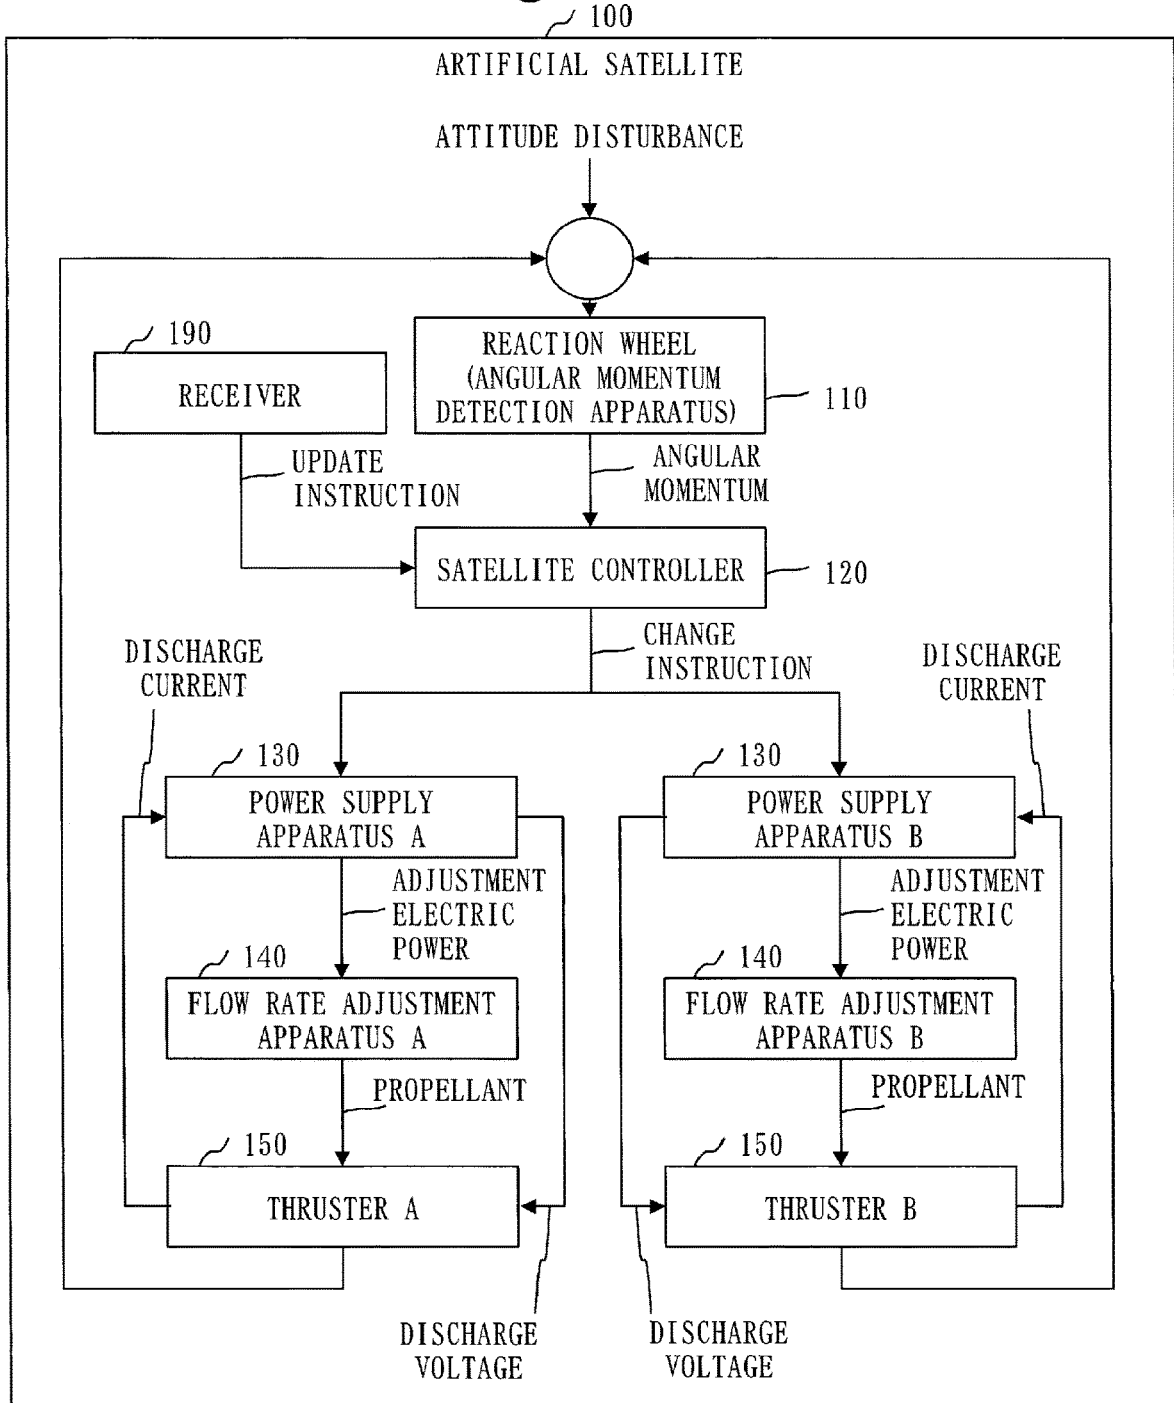 100
ARTIFICIAL SATELLITE
ATTITUDE DISTURBANCE
190
RECEIVER
REACTION WHEEL
(ANGULAR MOMENTUM
DETECTION APPARATUS)
110
UPDATE
INSTRUCTION
ANGULAR
MOMENTUM
SATELLITE CONTROLLER
120
CHANGE
INSTRUCTION
DISCHARGE
CURRENT
DISCHARGE
CURRENT
130
POWER SUPPLY
APPARATUS A
130
POWER SUPPLY
APPARATUS B
ADJUSTMENT
ELECTRIC
POWER
ADJUSTMENT
ELECTRIC
POWER
140
FLOW RATE ADJUSTMENT
APPARATUS A
140
FLOW RATE ADJUSTMENT
APPARATUS B
PROPELLANT
PROPELLANT
150
THRUSTER A
150
THRUSTER B
DISCHARGE
VOLTAGE
DISCHARGE
VOLTAGE